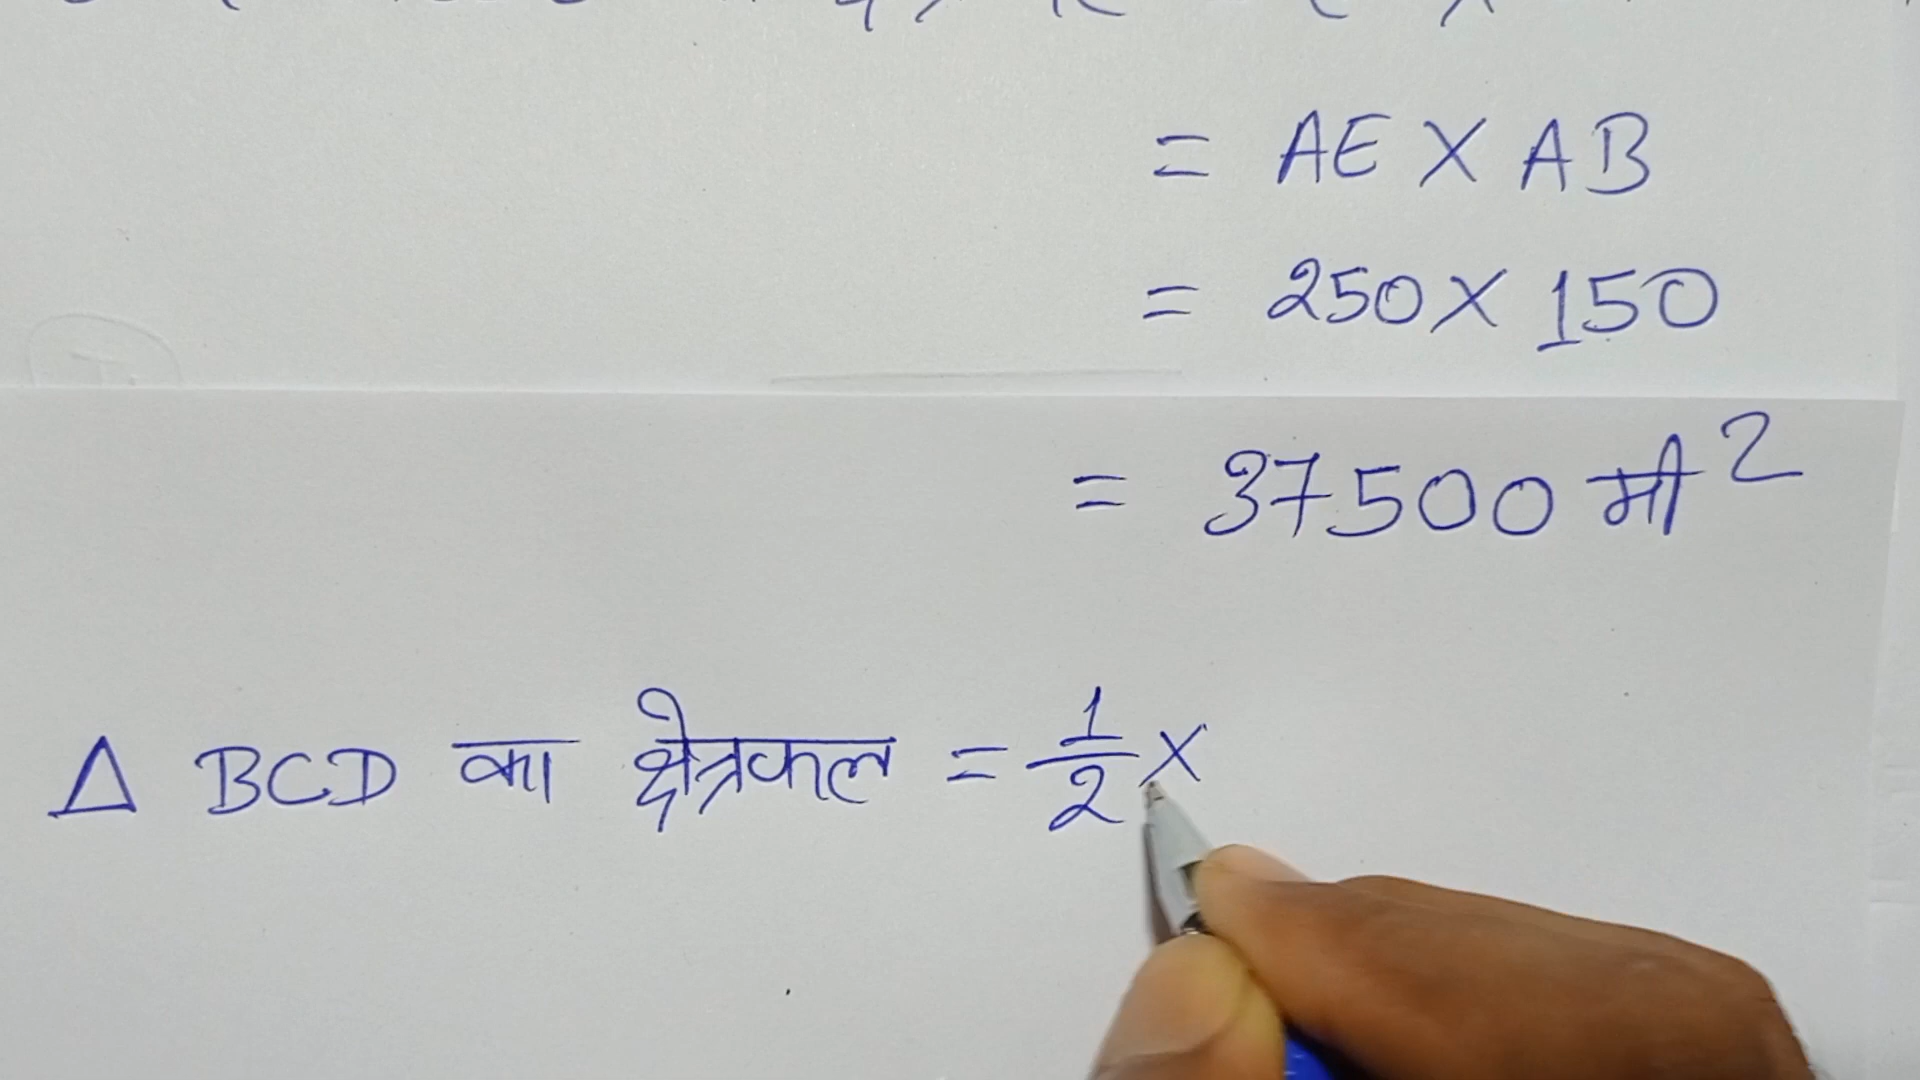 = AE X AB
= 250 X 150
= 37500 मी²
Δ BCD का क्षेत्रफल = 1/2 X